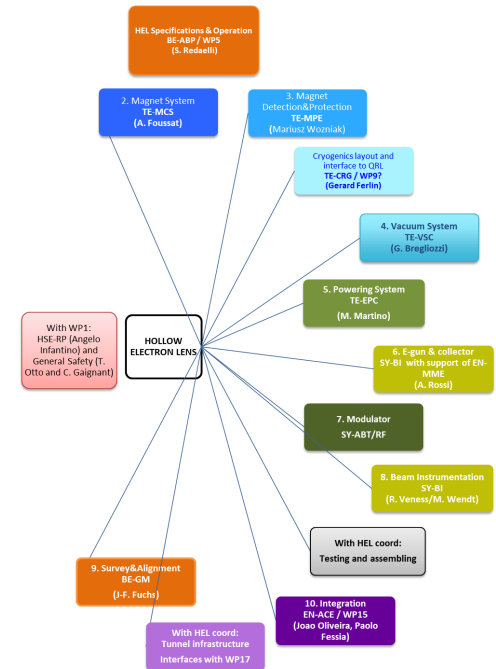 HEL Specifications & Operation
BE-ABP / WP5
(S. Redaelli)
2. Magnet System
TE-MCS
(A. Foussat)
3. Magnet
Detection&Protection
TE-MPE
(Mariusz Wozniak)
Cryogenics layout and
interface to QRL
TE-CRG / WP9?
(Gerard Ferlin)
4. Vacuum System
TE-VSC
(G. Bregliozzi)
5. Powering System
TE-EPC
(M. Martino)
With WP1:
HSE-RP (Angelo
Infantino) and
General Safety (T.
Otto and C. Gaignant)
HOLLOW
ELECTRON LENS
6. E-gun & collector
SY-BI with support of EN-
MME
(A. Rossi)
7. Modulator
SY-ABT/RF
8. Beam Instrumentation
SY-BI
(R. Veness/M. Wendt)
With HEL coord:
Testing and assembling
9. Survey&Alignment
BE-GM
(J-F. Fuchs)
10. Integration
EN-ACE / WP15
(Joao Oliveira, Paolo
Fessia)
With HEL coord:
Tunnel infrastructure
Interfaces with WP17